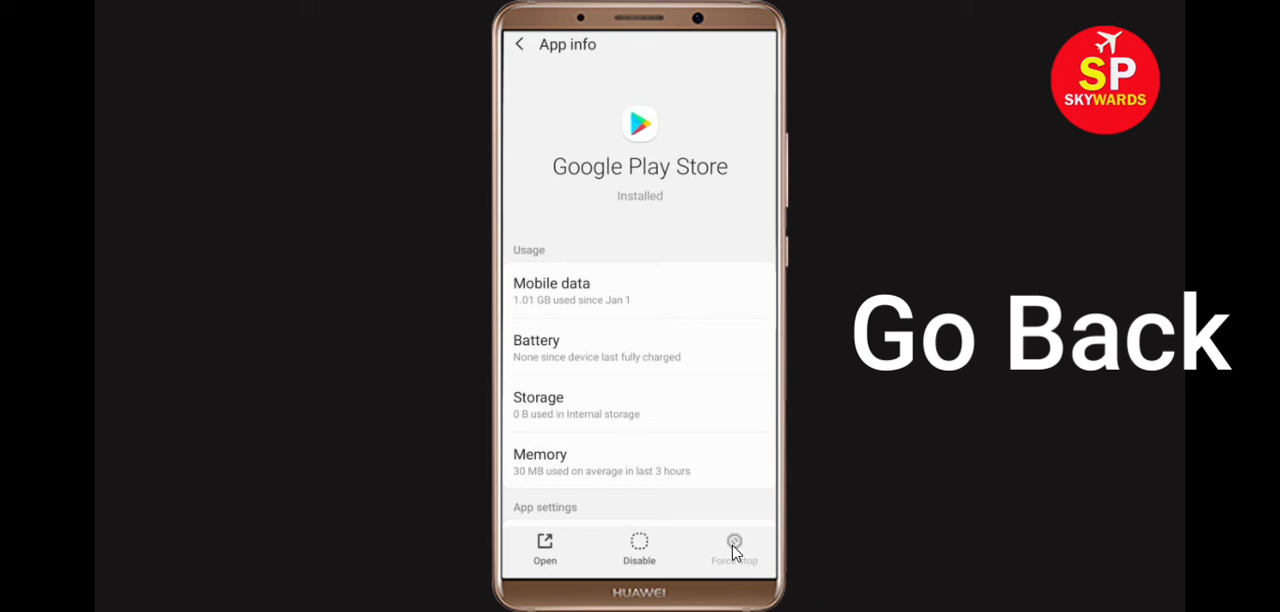 App info
SP
SKYWARDS
Google Play Store
Installed
Usage
Mobile data
1.01 GB used since Jan 1
Go Back
Battery
None since device last fully charged
Storage
0 B used in Internal storage
Memory
30 MB used on average in last 3 hours
App settings
Open
Disable
Force stop
HUAWEI